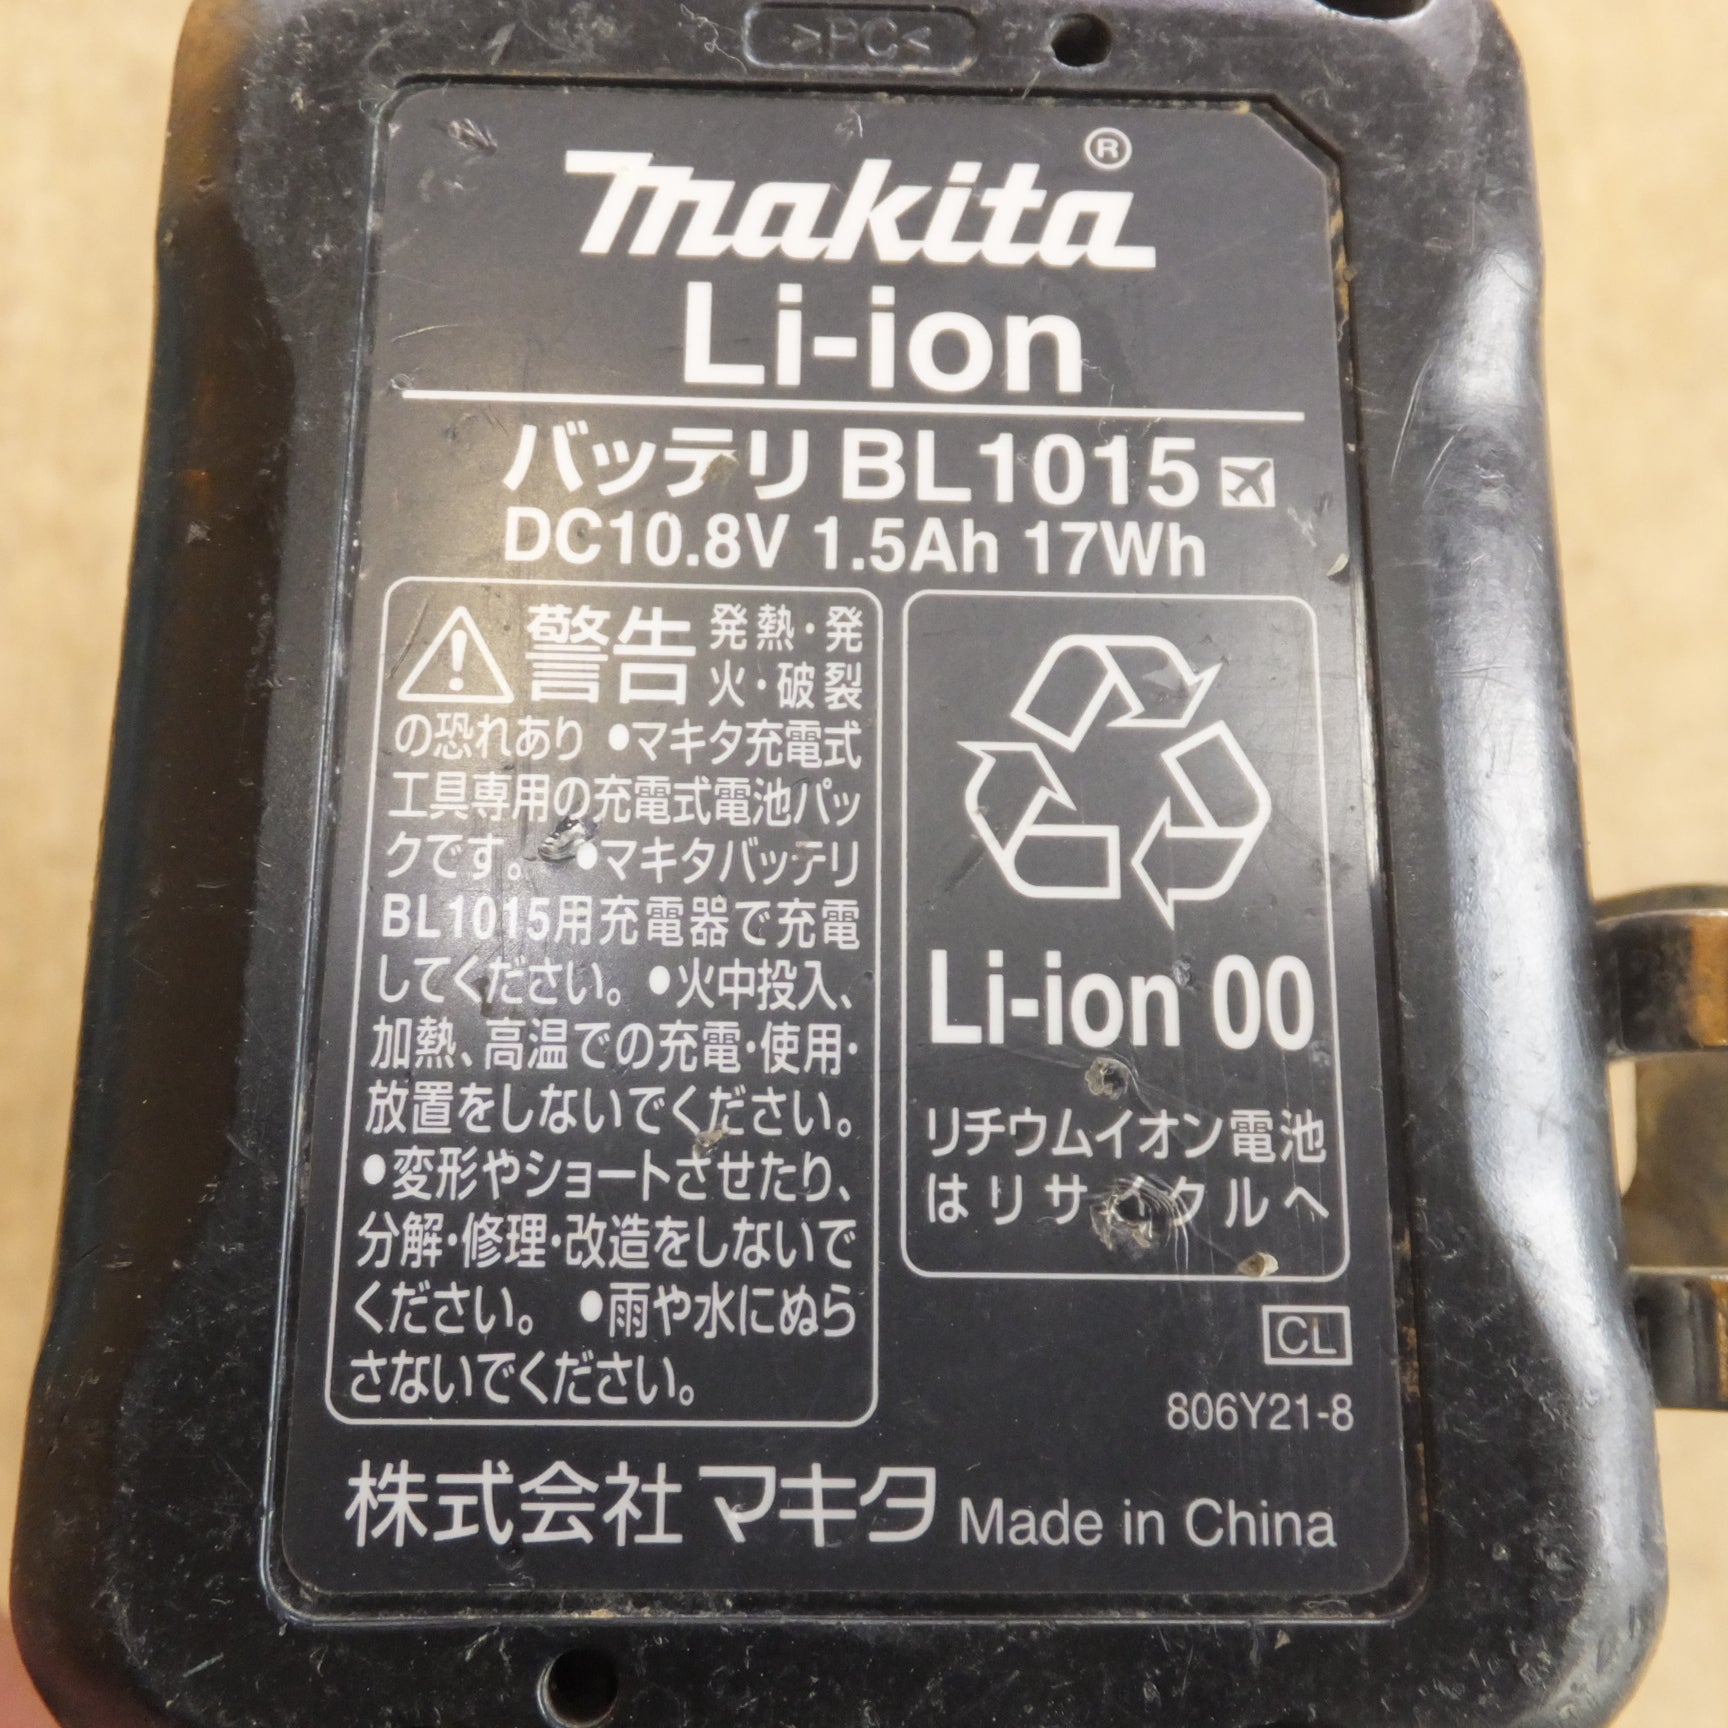 >PC<
makita®
Li-ion
バッテリ BL1015
DC10.8V 1.5Ah 17Wh
警告 発熱・発
火・破裂
の恐れあり ●マキタ充電式
工具専用の充電式電池パッ
クです。 ●マキタバッテリ
BL1015用充電器で充電
してください。 ●火中投入、
加熱、高温での充電・使用・
放置をしないでください。
●変形やショートさせたり、
分解・修理・改造をしないで
ください。 ●雨や水にぬら
さないでください。
Li-ion 00
リチウムイオン電池
はリサイクルへ
CL
806Y21-8
株式会社 マキタ Made in China